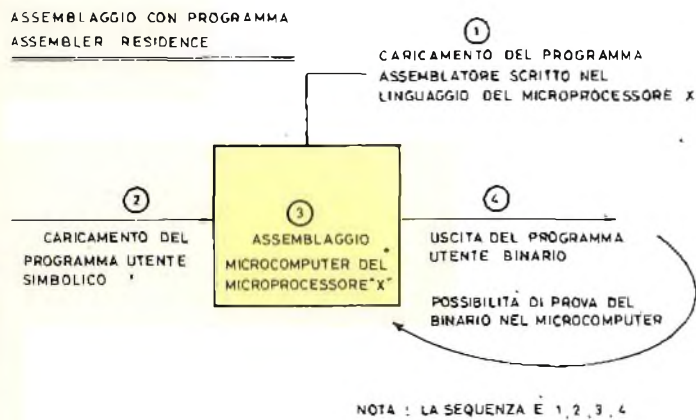 ASSEMBLAGGIO CON PROGRAMMA
ASSEMBLER RESIDENCE
1
CARICAMENTO DEL PROGRAMMA
ASSEMBLATORE SCRITTO NEL
LINGUAGGIO DEL MICROPROCESSORE X
2
CARICAMENTO DEL
PROGRAMMA UTENTE
SIMBOLICO
3
ASSEMBLAGGIO
MICROCOMPUTER DEL
MICROPROCESSORE "X"
4
USCITA DEL PROGRAMMA
UTENTE BINARIO
POSSIBILITÀ DI PROVA DEL
BINARIO NEL MICROCOMPUTER
NOTA : LA SEQUENZA È 1, 2, 3, 4